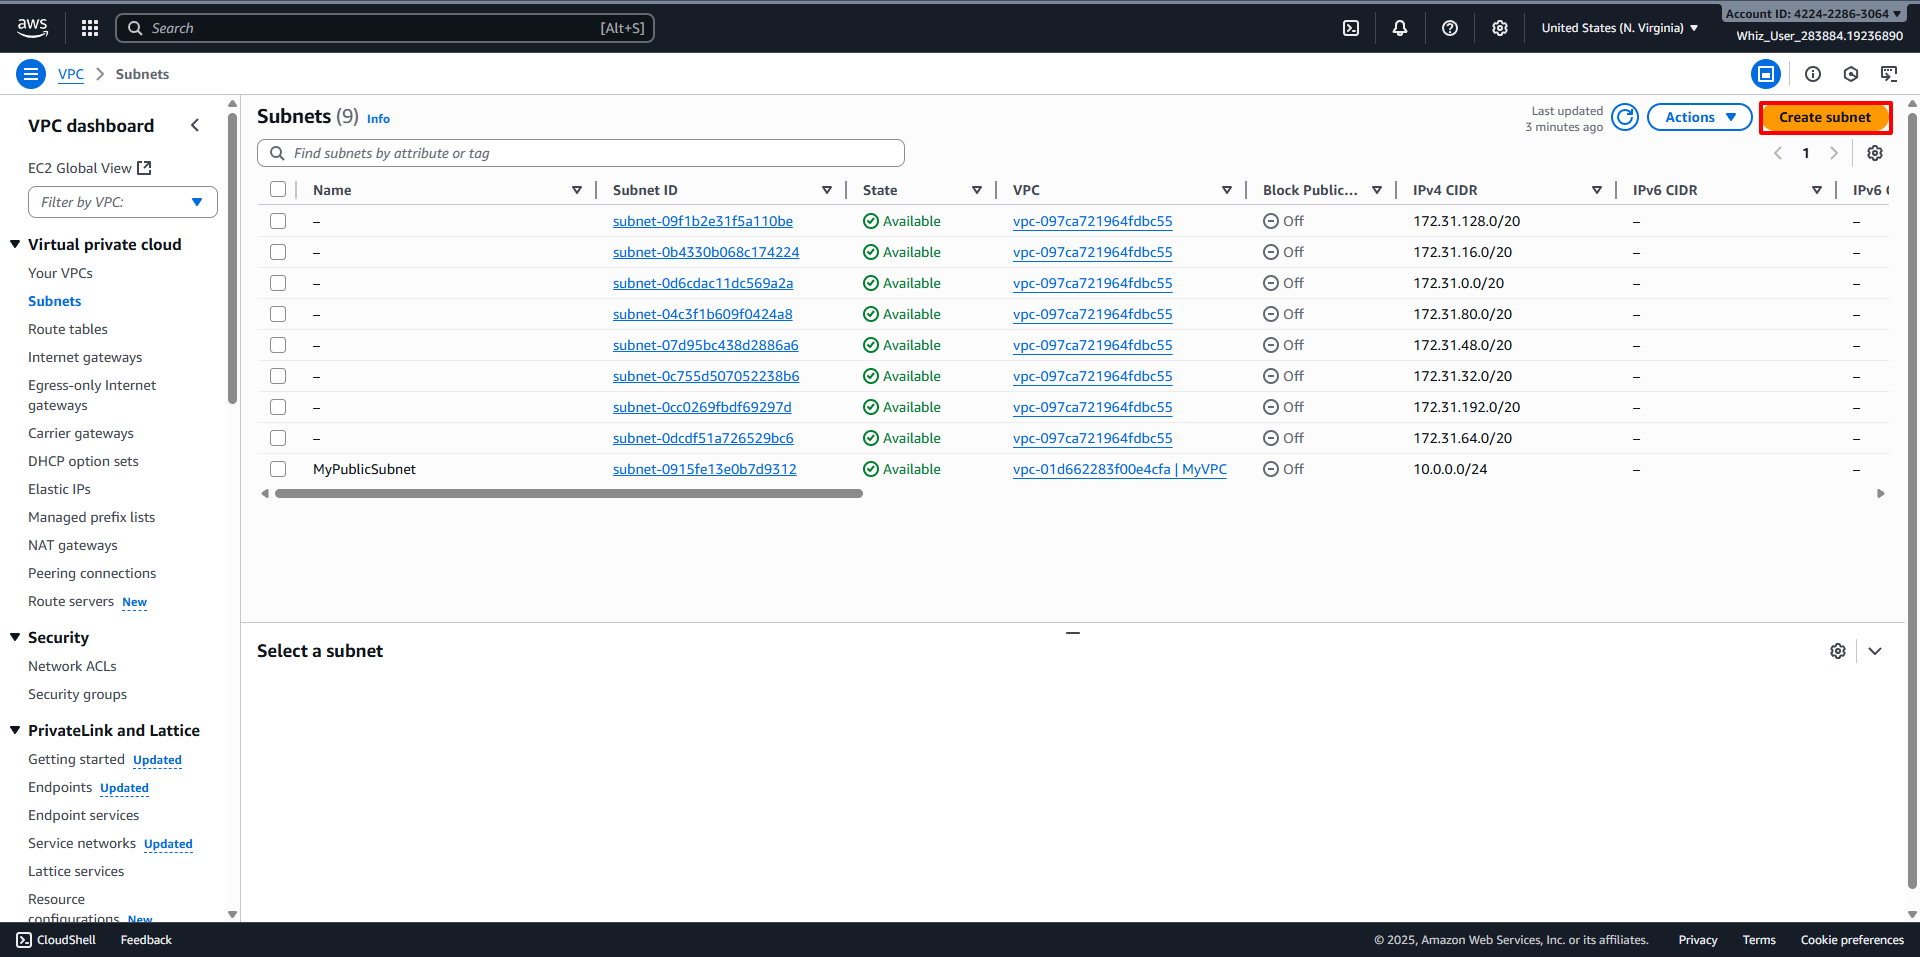 aws
Search [Alt+S]
United States (N. Virginia)
Account ID: 4224-2286-3064
Whiz_User_283884.19236890
VPC Subnets
VPC dashboard
EC2 Global View
Filter by VPC:
Virtual private cloud
Your VPCs
Subnets
Route tables
Internet gateways
Egress-only Internet
gateways
Carrier gateways
DHCP option sets
Elastic IPs
Managed prefix lists
NAT gateways
Peering connections
Route servers New
Security
Network ACLs
Security groups
PrivateLink and Lattice
Getting started Updated
Endpoints Updated
Endpoint services
Service networks Updated
Lattice services
Resource
configurations New
Subnets (9) Info
Last updated
3 minutes ago
Actions
Create subnet
Find subnets by attribute or tag
1
Name Subnet ID State VPC Block Public... IPv4 CIDR IPv6 CIDR IPv6 C
– subnet-09f1b2e31f5a110be Available vpc-097ca721964fdbc55 Off 172.31.128.0/20 – –
– subnet-0b4330b068c174224 Available vpc-097ca721964fdbc55 Off 172.31.16.0/20 – –
– subnet-0d6cdac11dc569a2a Available vpc-097ca721964fdbc55 Off 172.31.0.0/20 – –
– subnet-04c3f1b609f0424a8 Available vpc-097ca721964fdbc55 Off 172.31.80.0/20 – –
– subnet-07d95bc438d2886a6 Available vpc-097ca721964fdbc55 Off 172.31.48.0/20 – –
– subnet-0c755d507052238b6 Available vpc-097ca721964fdbc55 Off 172.31.32.0/20 – –
– subnet-0cc0269fbdf69297d Available vpc-097ca721964fdbc55 Off 172.31.192.0/20 – –
– subnet-0dcdf51a726529bc6 Available vpc-097ca721964fdbc55 Off 172.31.64.0/20 – –
MyPublicSubnet subnet-0915fe13e0b7d9312 Available vpc-01d662283f00e4cfa | MyVPC Off 10.0.0.0/24 – –
Select a subnet
CloudShell Feedback © 2025, Amazon Web Services, Inc. or its affiliates. Privacy Terms Cookie preferences